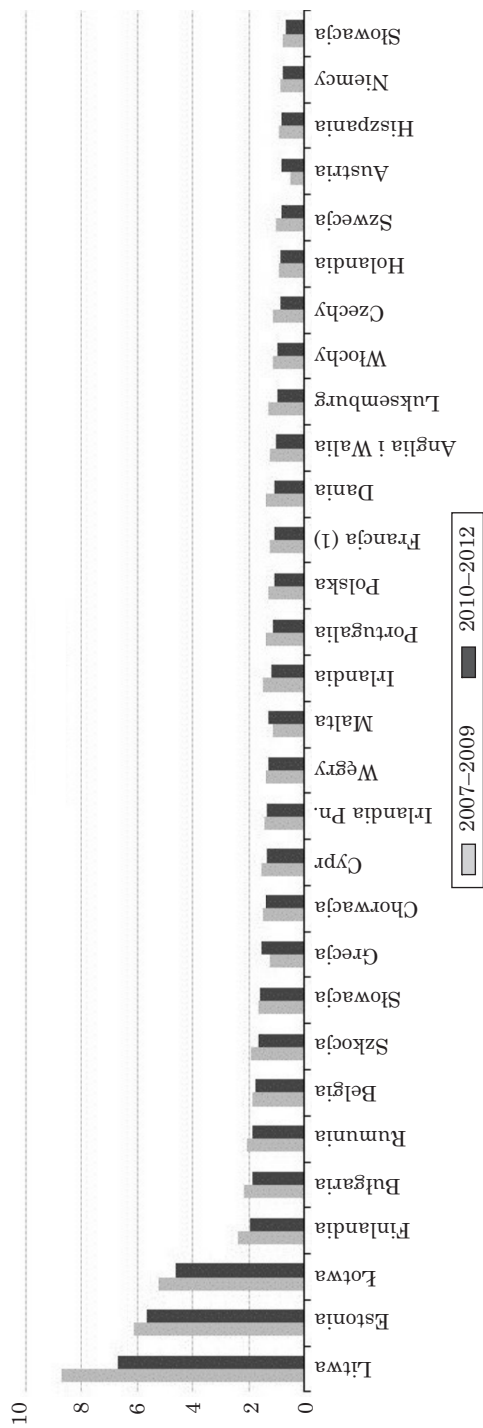 10
8
6
4
2
0
Litwa
Estonia
Łotwa
Finlandia
Bułgaria
Rumunia
Belgia
Szkocja
Słowacja
Grecja
Chorwacja
Cypr
Irlandia Pn.
Węgry
Malta
Irlandia
Portugalia
Polska
Francja (1)
Dania
Anglia i Walia
Luksemburg
Włochy
Czechy
Holandia
Szwecja
Austria
Hiszpania
Niemcy
Słowacja
2007–2009 2010–2012